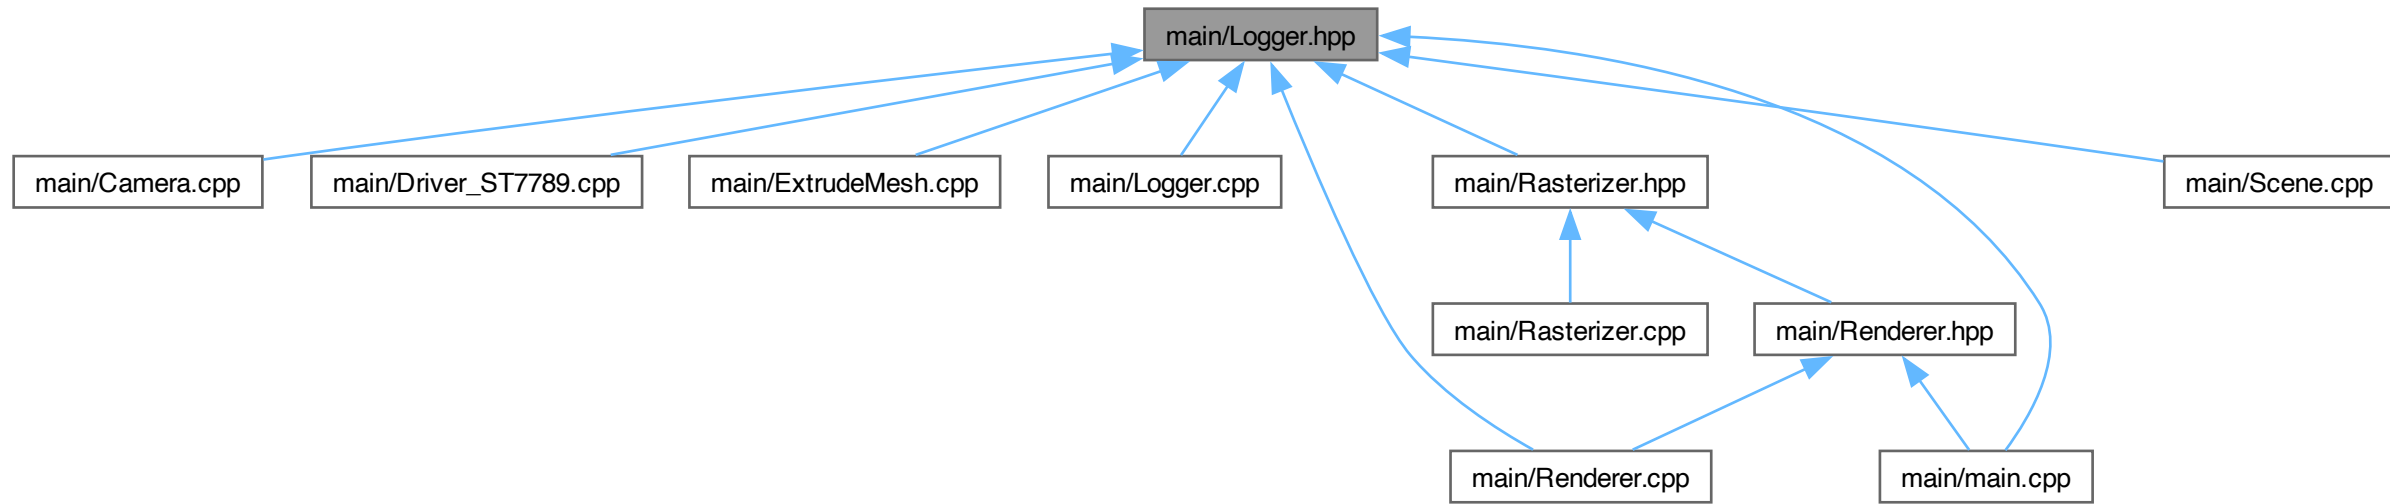 main/Logger.hpp
main/Camera.cpp
main/Driver_ST7789.cpp
main/ExtrudeMesh.cpp
main/Logger.cpp
main/Rasterizer.hpp
main/Scene.cpp
main/Rasterizer.cpp
main/Renderer.hpp
main/Renderer.cpp
main/main.cpp